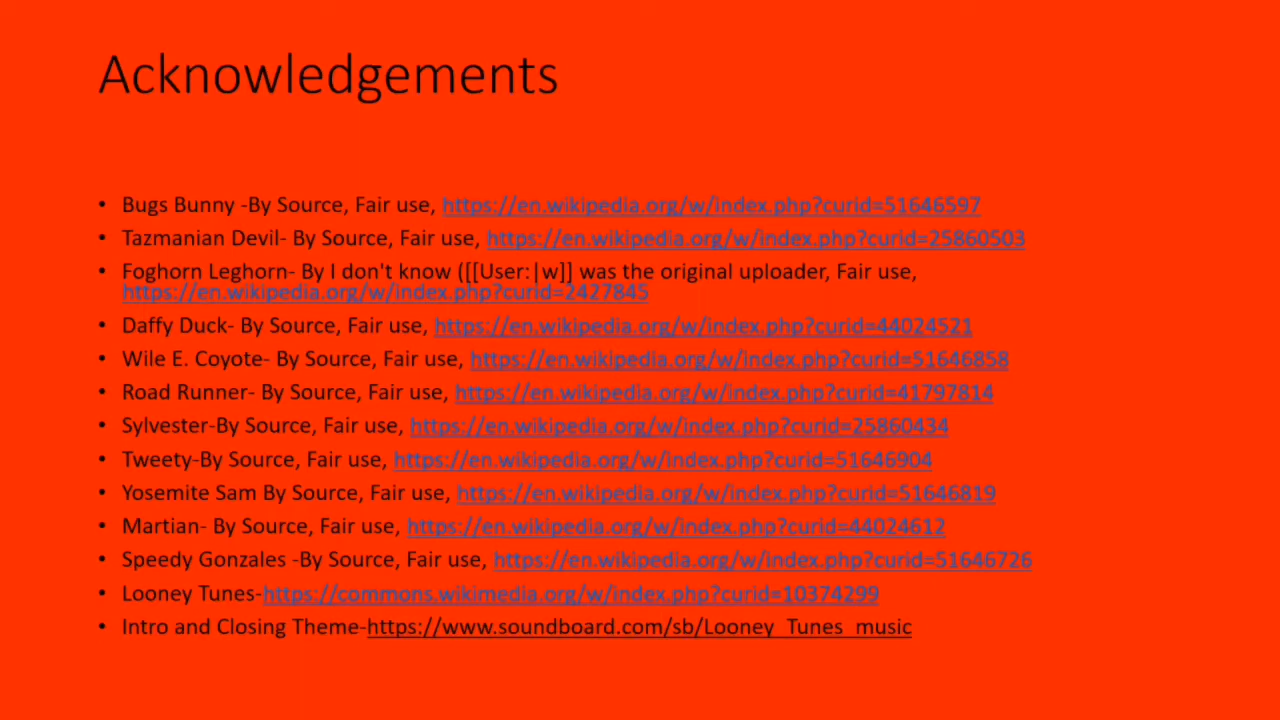 Acknowledgements
• Bugs Bunny -By Source, Fair use, https://en.wikipedia.org/w/index.php?curid=51646597
• Tazmanian Devil- By Source, Fair use, https://en.wikipedia.org/w/index.php?curid=25860503
• Foghorn Leghorn- By I don't know ([[User:|w]] was the original uploader, Fair use,
https://en.wikipedia.org/w/index.php?curid=2427845
• Daffy Duck- By Source, Fair use, https://en.wikipedia.org/w/index.php?curid=44024521
• Wile E. Coyote- By Source, Fair use, https://en.wikipedia.org/w/index.php?curid=51646858
• Road Runner- By Source, Fair use, https://en.wikipedia.org/w/index.php?curid=41797814
• Sylvester-By Source, Fair use, https://en.wikipedia.org/w/index.php?curid=25860434
• Tweety-By Source, Fair use, https://en.wikipedia.org/w/index.php?curid=51646904
• Yosemite Sam By Source, Fair use, https://en.wikipedia.org/w/index.php?curid=51646819
• Martian- By Source, Fair use, https://en.wikipedia.org/w/index.php?curid=44024612
• Speedy Gonzales -By Source, Fair use, https://en.wikipedia.org/w/index.php?curid=51646726
• Looney Tunes-https://commons.wikimedia.org/w/index.php?curid=10374299
• Intro and Closing Theme-https://www.soundboard.com/sb/Looney_Tunes_music